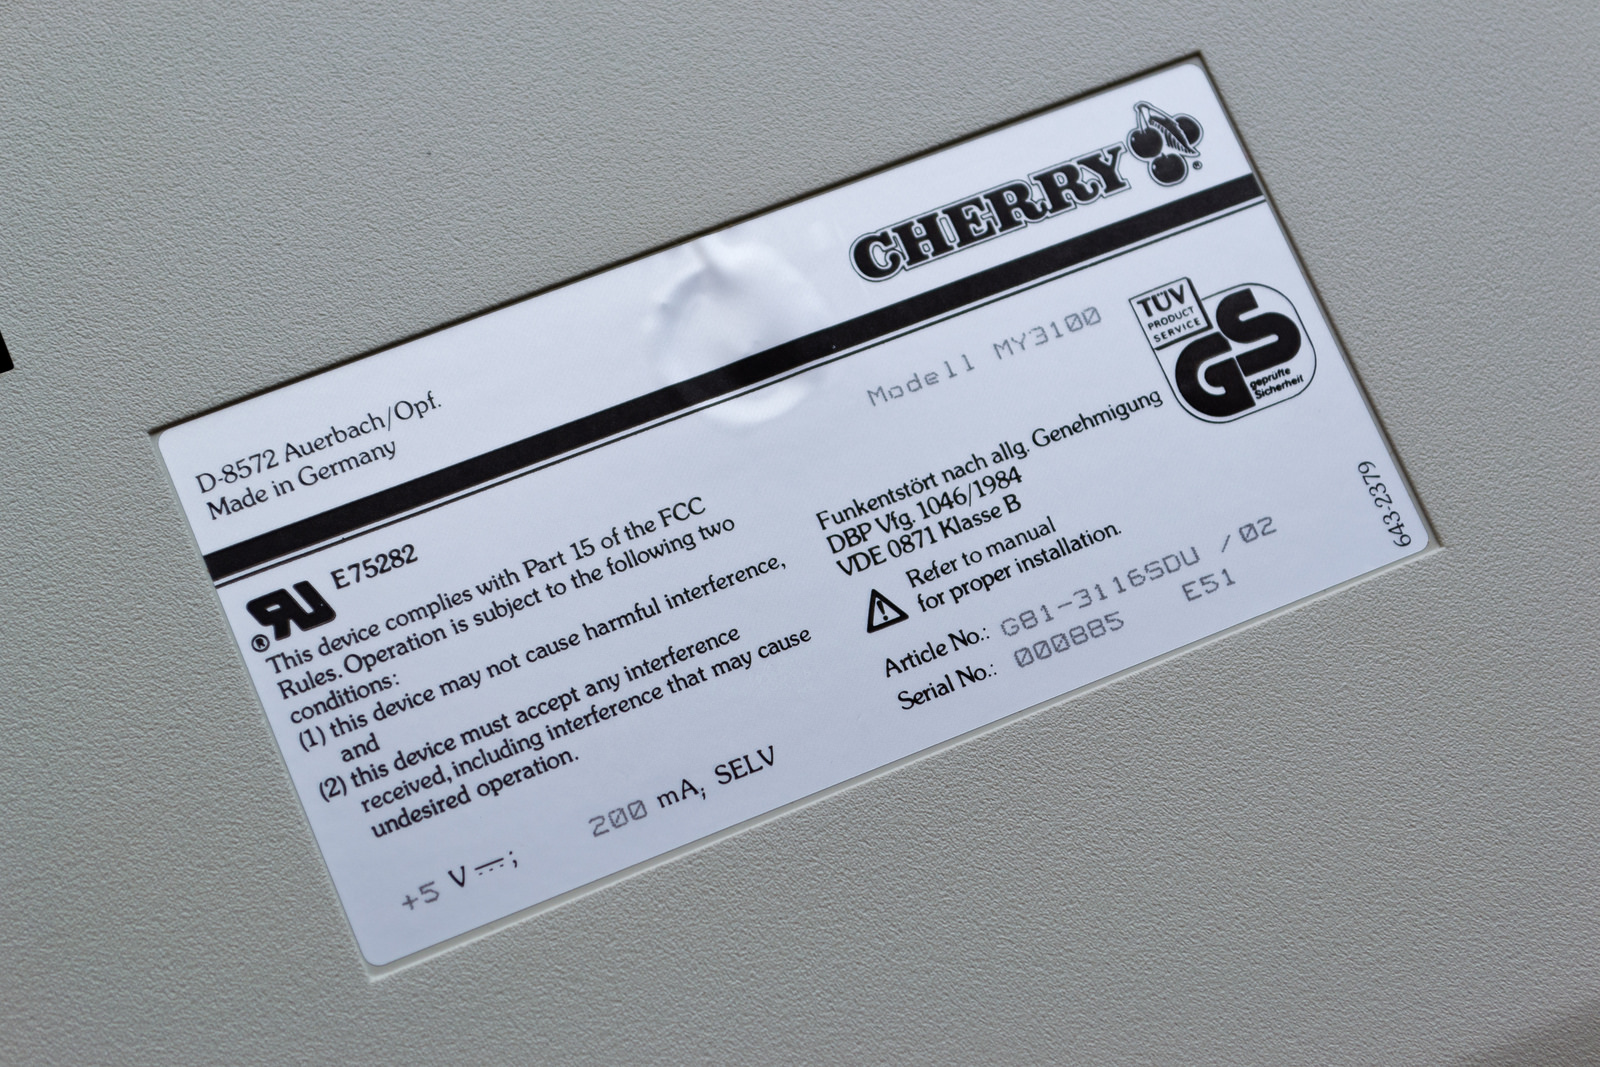 CHERRY
®
D-8572 Auerbach/Opf.
Made in Germany
E75282
®
This device complies with Part 15 of the FCC
Rules. Operation is subject to the following two
conditions:
(1) this device may not cause harmful interference,
and
(2) this device must accept any interference
received, including interference that may cause
undesired operation.
+5 V ⎓; 200 mA; SELV
Modell MY3100
TÜV
PRODUCT
SERVICE
GS
geprüfte
Sicherheit
Funkentstört nach allg. Genehmigung
DBP Vfg. 1046/1984
VDE 0871 Klasse B
Refer to manual
for proper installation.
Article No.: G81-3116SDU /02
Serial No.: 000885 E51
643-2379